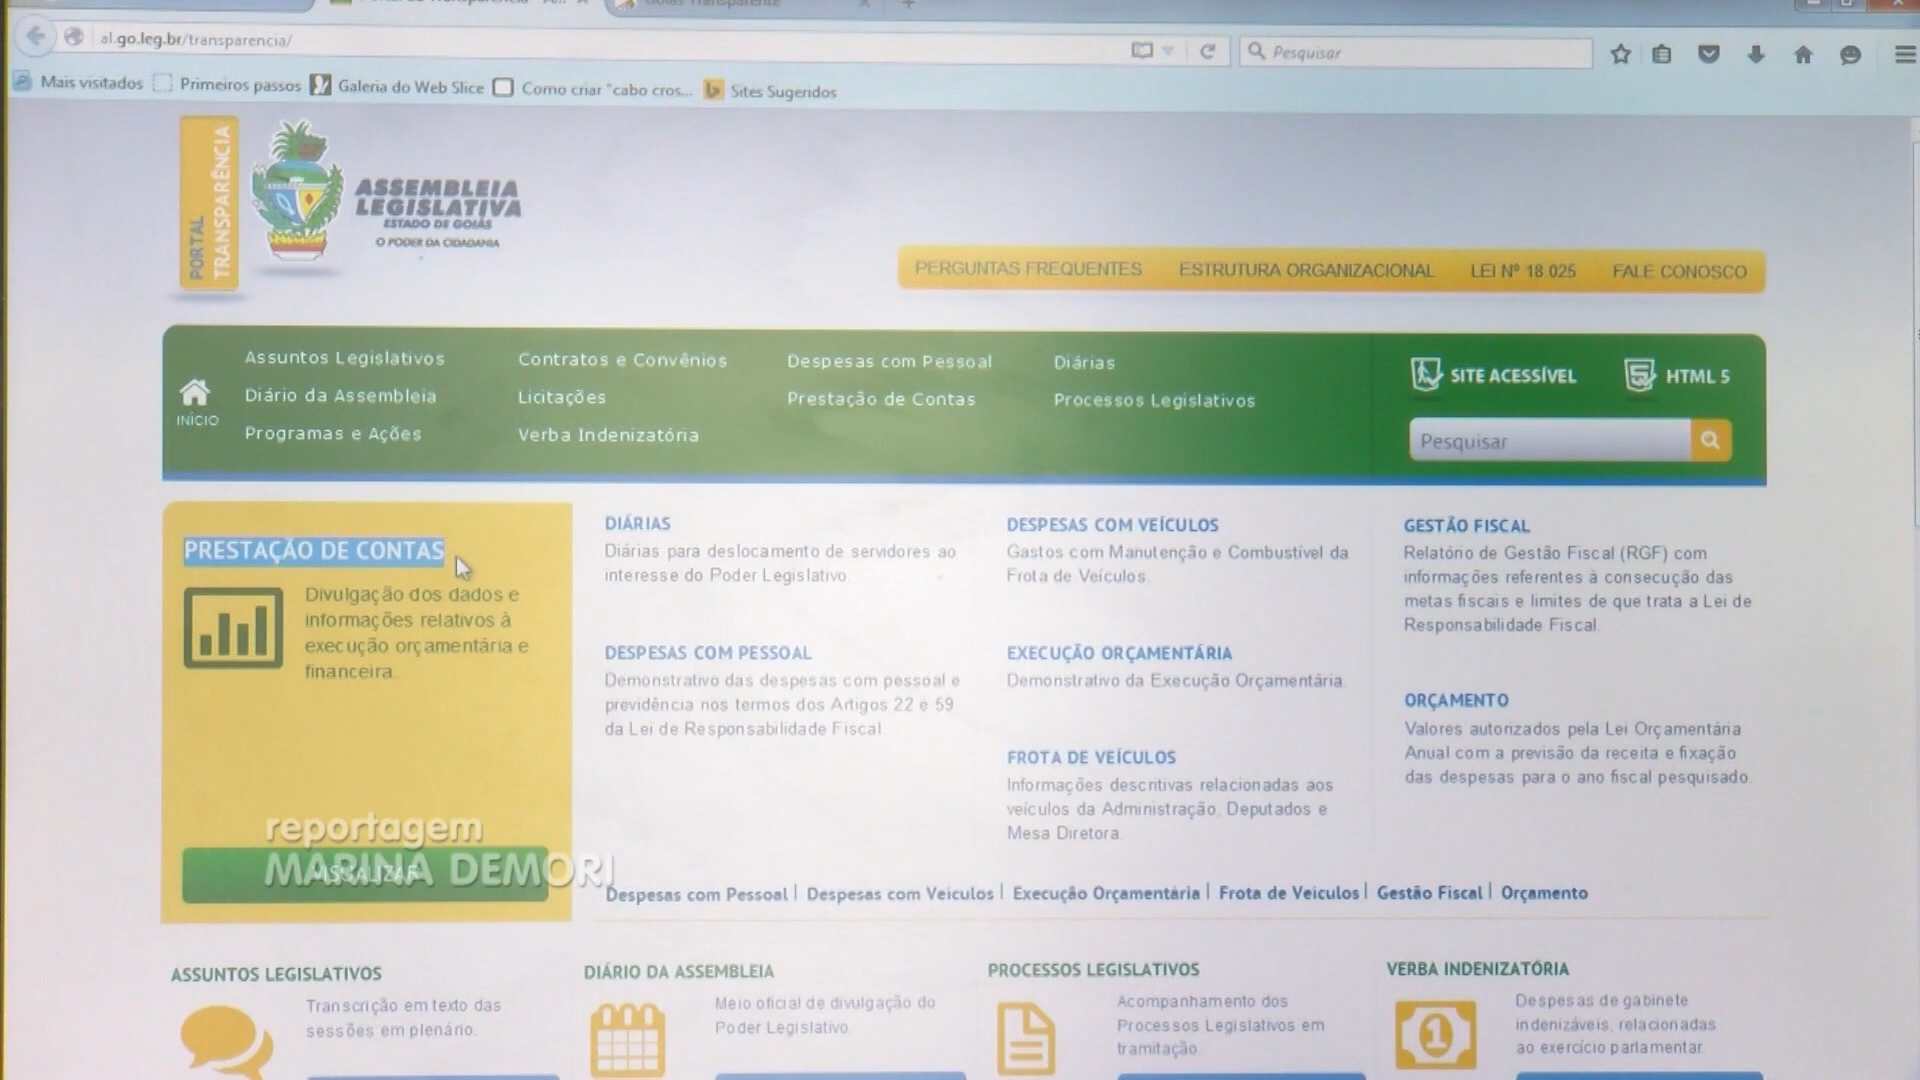 Goiás Transparente
al.go.leg.br/transparencia/
Pesquisar
Mais visitados
Primeiros passos
Galeria do Web Slice
Como criar "cabo cros...
Sites Sugeridos
PORTAL
TRANSPARÊNCIA
ASSEMBLEIA
LEGISLATIVA
ESTADO DE GOIÁS
O PODER DA CIDADANIA
PERGUNTAS FREQUENTES
ESTRUTURA ORGANIZACIONAL
LEI Nº 18 025
FALE CONOSCO
INÍCIO
Assuntos Legislativos
Contratos e Convênios
Despesas com Pessoal
Diárias
Diário da Assembleia
Licitações
Prestação de Contas
Processos Legislativos
Programas e Ações
Verba Indenizatória
SITE ACESSÍVEL
HTML 5
Pesquisar
PRESTAÇÃO DE CONTAS
Divulgação dos dados e
informações relativos à
execução orçamentária e
financeira.
VISUALIZAR
reportagem
MARINA DEMORI
DIÁRIAS
Diárias para deslocamento de servidores ao
interesse do Poder Legislativo.
DESPESAS COM PESSOAL
Demonstrativo das despesas com pessoal e
previdência nos termos dos Artigos 22 e 59
da Lei de Responsabilidade Fiscal.
DESPESAS COM VEÍCULOS
Gastos com Manutenção e Combustível da
Frota de Veículos.
EXECUÇÃO ORÇAMENTÁRIA
Demonstrativo da Execução Orçamentária.
FROTA DE VEÍCULOS
Informações descritivas relacionadas aos
veículos da Administração, Deputados e
Mesa Diretora.
GESTÃO FISCAL
Relatório de Gestão Fiscal (RGF) com
informações referentes à consecução das
metas fiscais e limites de que trata a Lei de
Responsabilidade Fiscal.
ORÇAMENTO
Valores autorizados pela Lei Orçamentária
Anual com a previsão da receita e fixação
das despesas para o ano fiscal pesquisado.
Despesas com Pessoal | Despesas com Veículos | Execução Orçamentária | Frota de Veículos | Gestão Fiscal | Orçamento
ASSUNTOS LEGISLATIVOS
Transcrição em texto das
sessões em plenário.
DIÁRIO DA ASSEMBLEIA
Meio oficial de divulgação do
Poder Legislativo.
PROCESSOS LEGISLATIVOS
Acompanhamento dos
Processos Legislativos em
tramitação.
VERBA INDENIZATÓRIA
1
Despesas de gabinete
indenizáveis, relacionadas
ao exercício parlamentar.